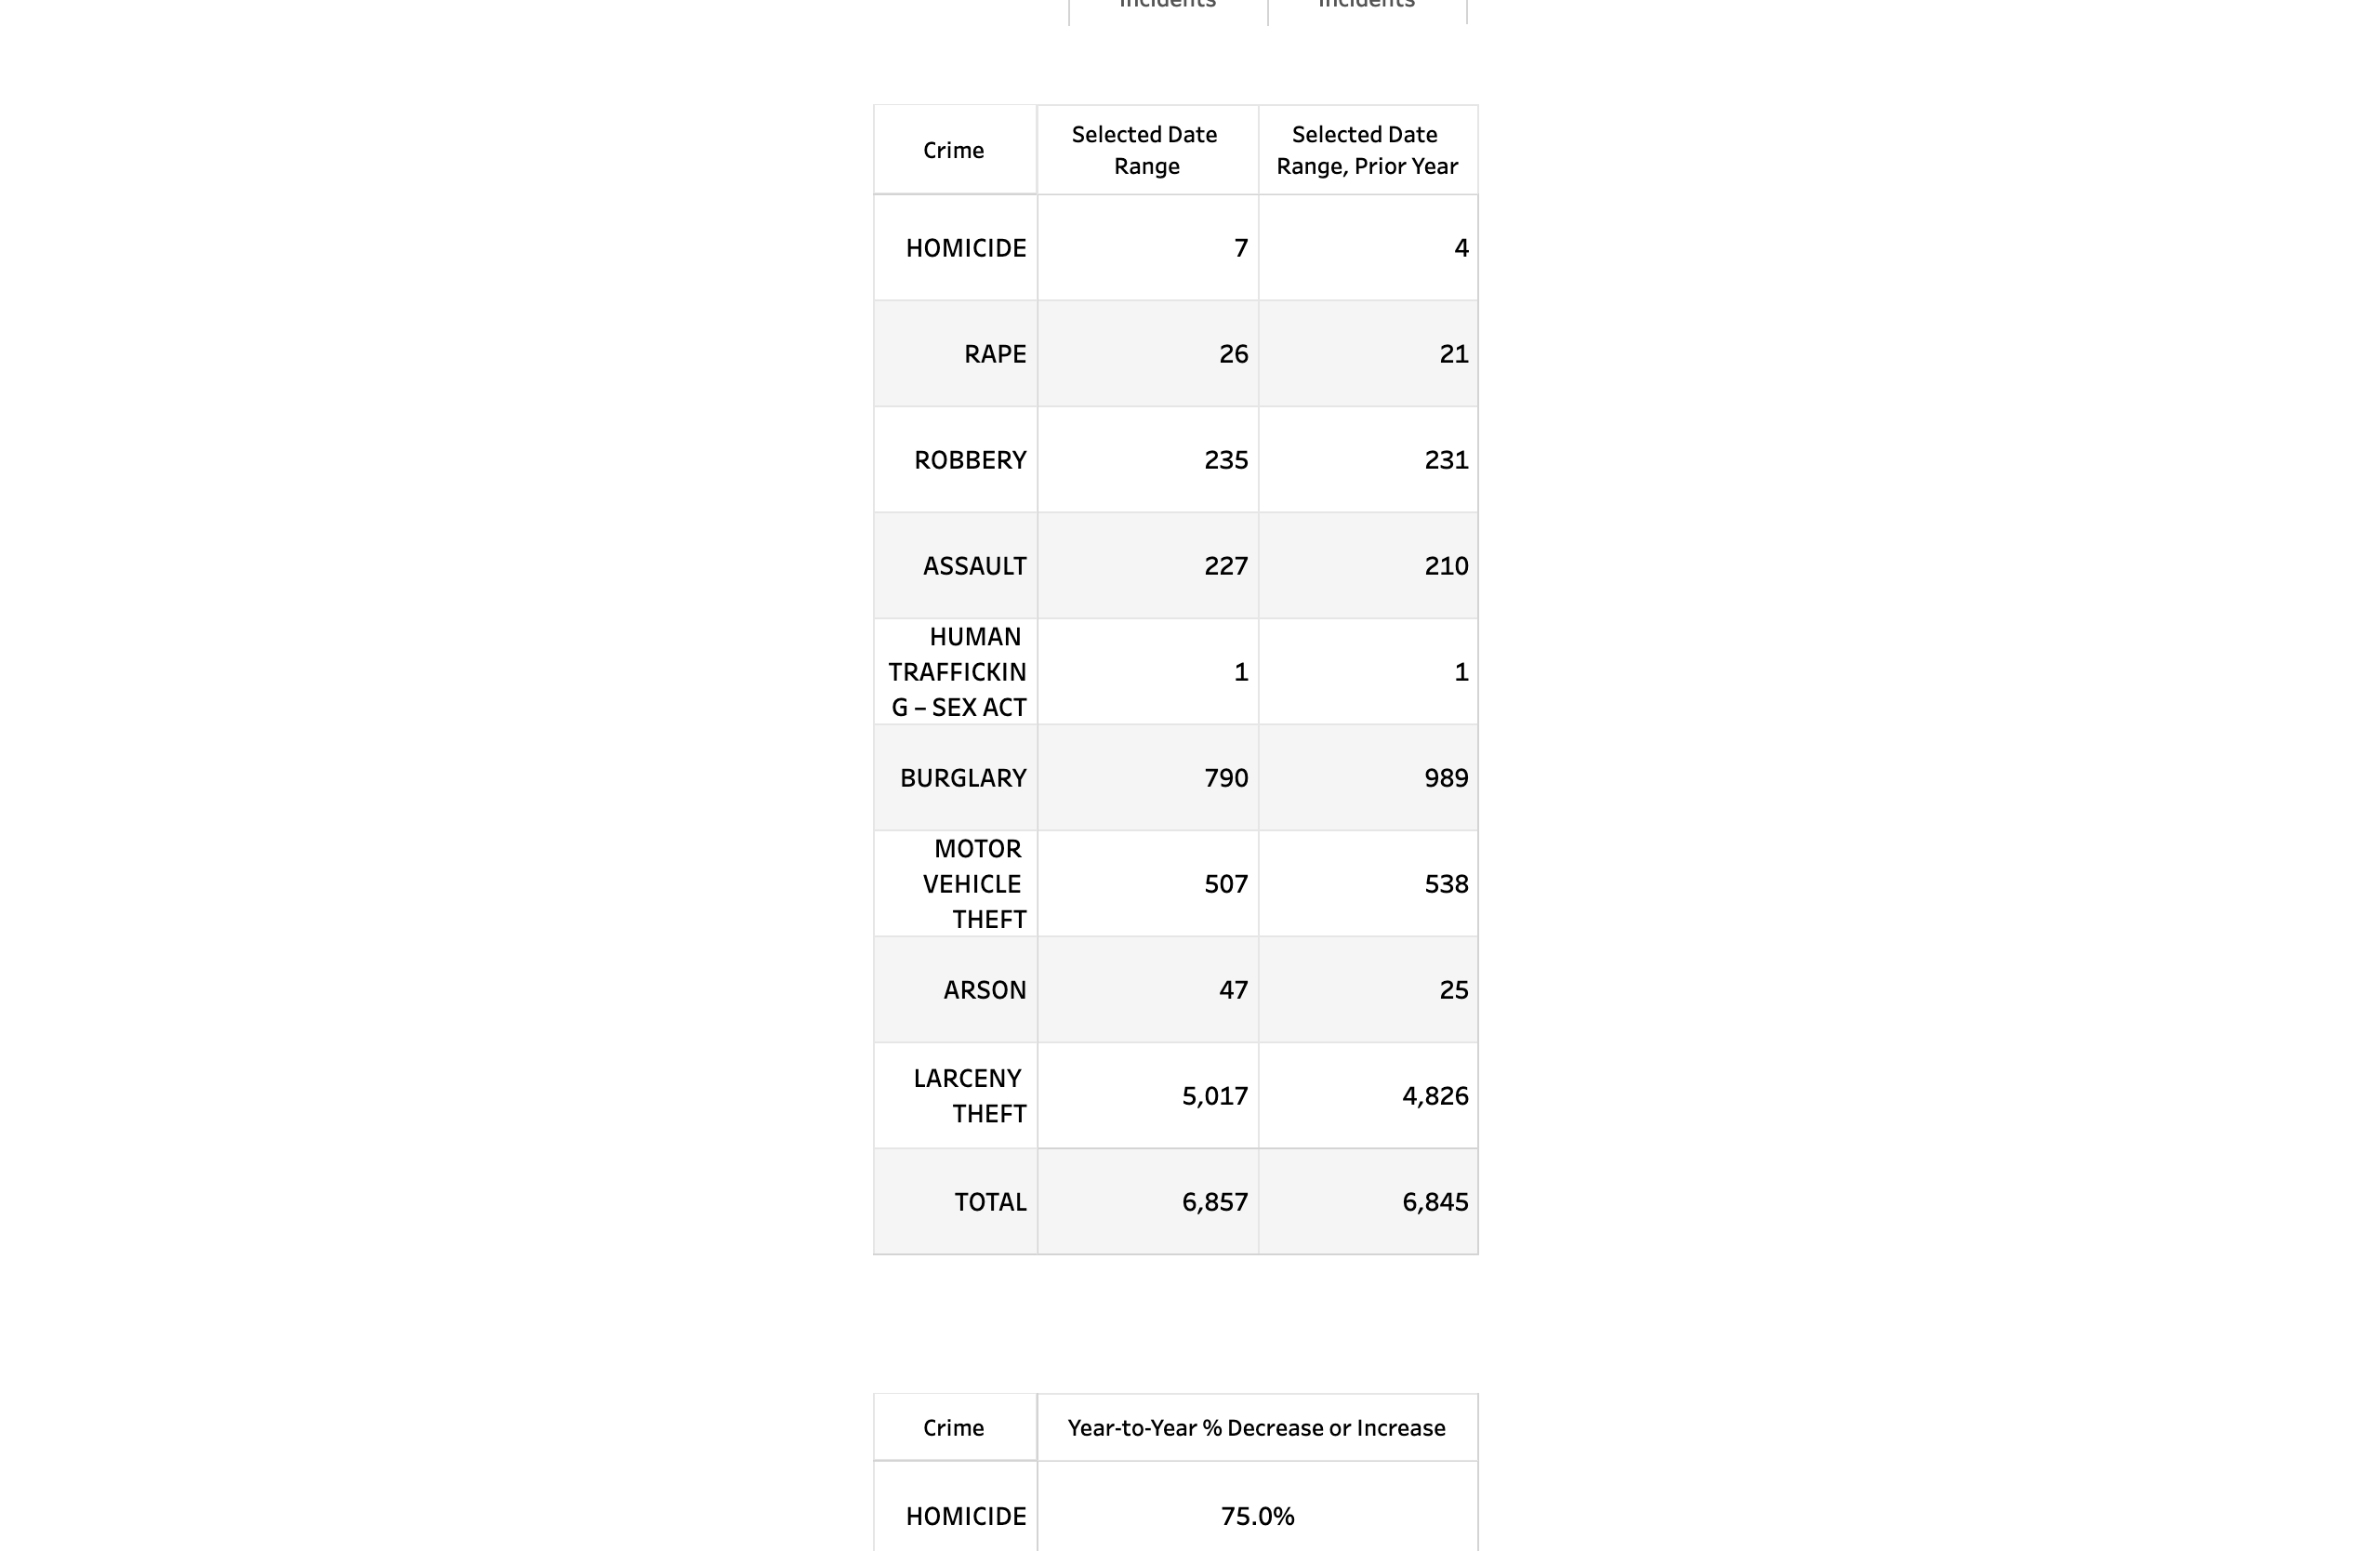 Incidents Incidents
Crime
Selected Date
Range
Selected Date
Range, Prior Year
HOMICIDE 7 4
RAPE 26 21
ROBBERY 235 231
ASSAULT 227 210
HUMAN
TRAFFICKIN
G – SEX ACT
1 1
BURGLARY 790 989
MOTOR
VEHICLE
THEFT
507 538
ARSON 47 25
LARCENY
THEFT
5,017 4,826
TOTAL 6,857 6,845
Crime Year-to-Year % Decrease or Increase
HOMICIDE 75.0%